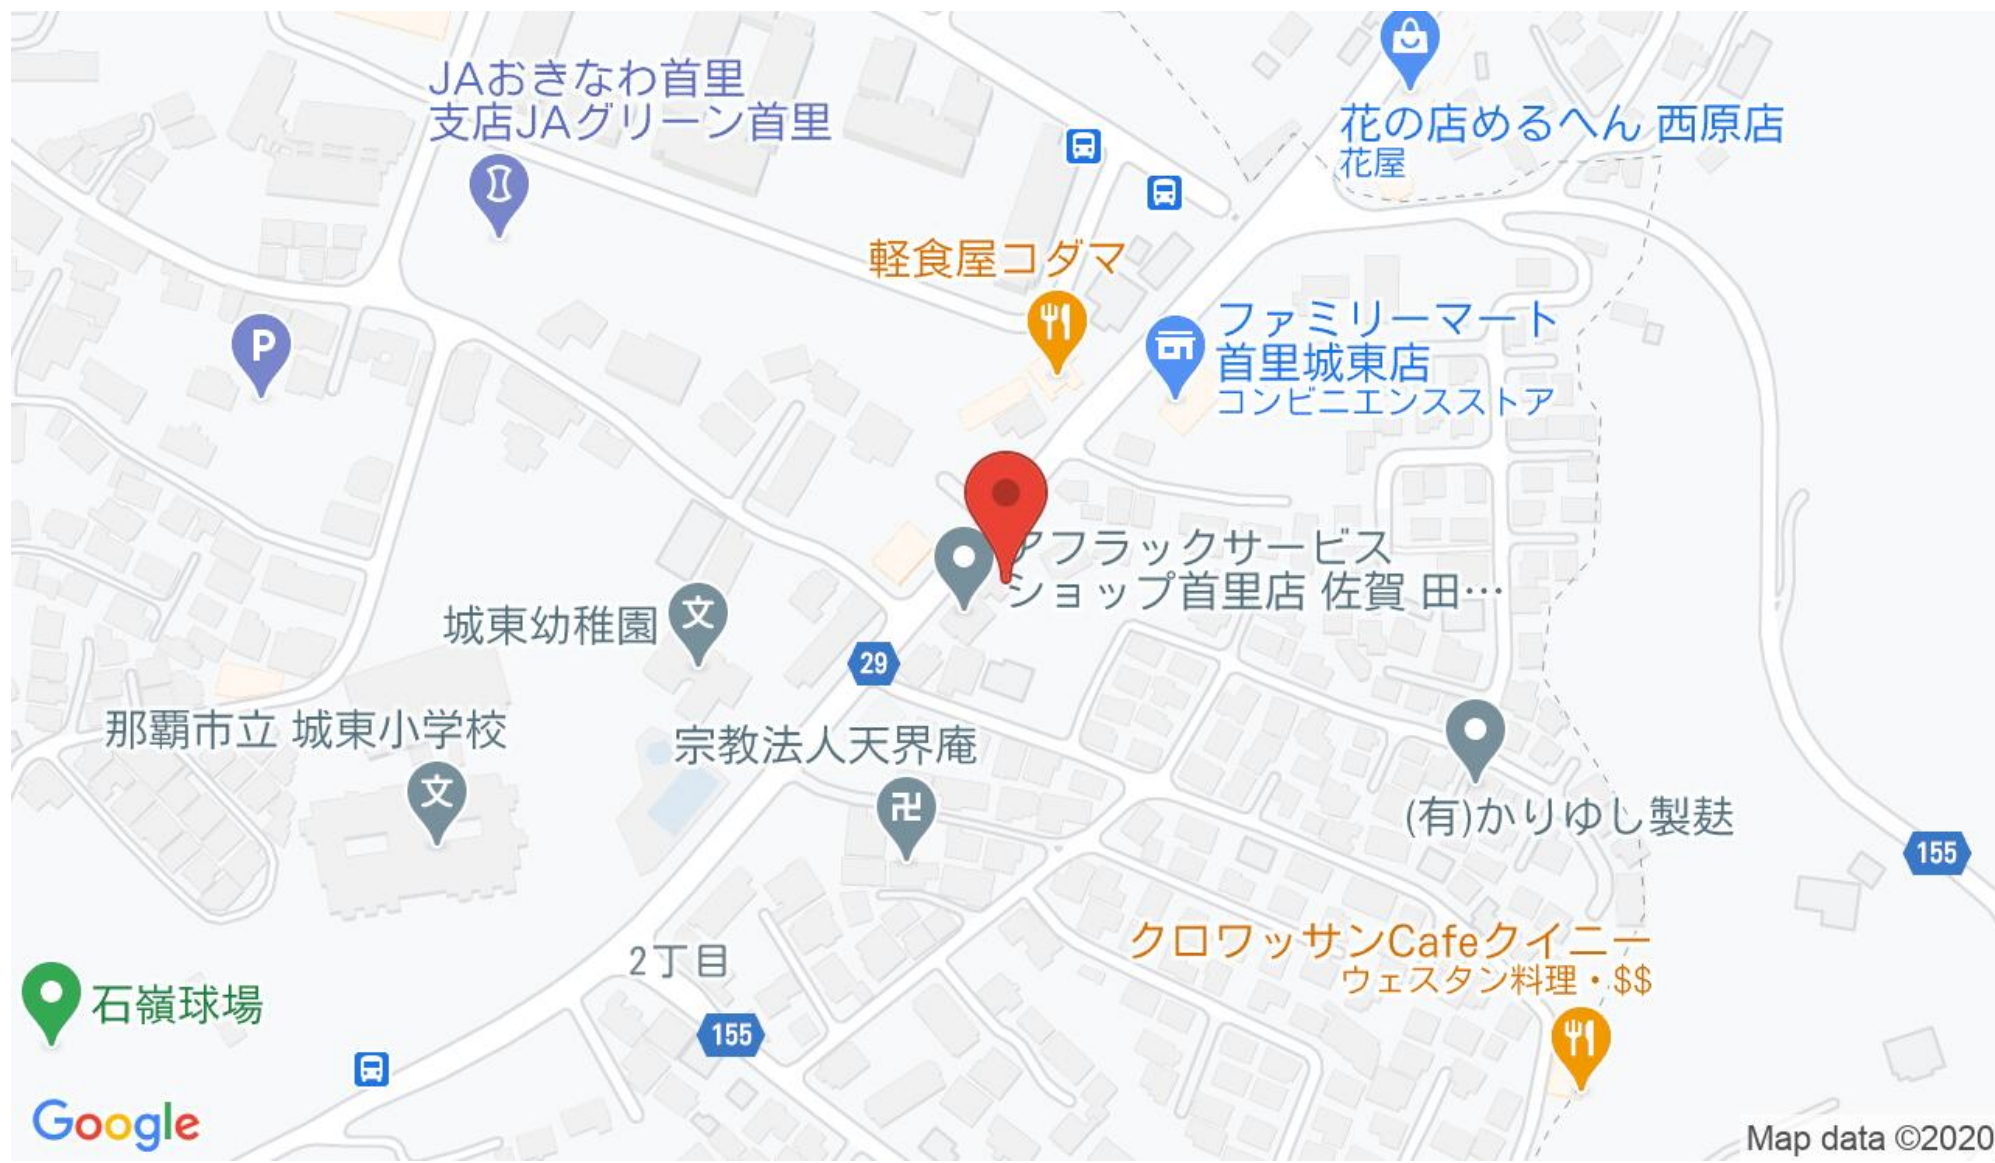 JAおきなわ首里
支店JAグリーン首里
花の店めるへん 西原店
花屋
軽食屋コダマ
ファミリーマート
首里城東店
コンビニエンスストア
P
アフラックサービス
ショップ首里店 佐賀 田…
城東幼稚園
文
29
那覇市立 城東小学校
文
宗教法人天界庵
卍
(有)かりゆし製麸
155
クロワッサンCafeクイニー
ウェスタン料理・$$
2丁目
石嶺球場
155
Google
Map data ©2020